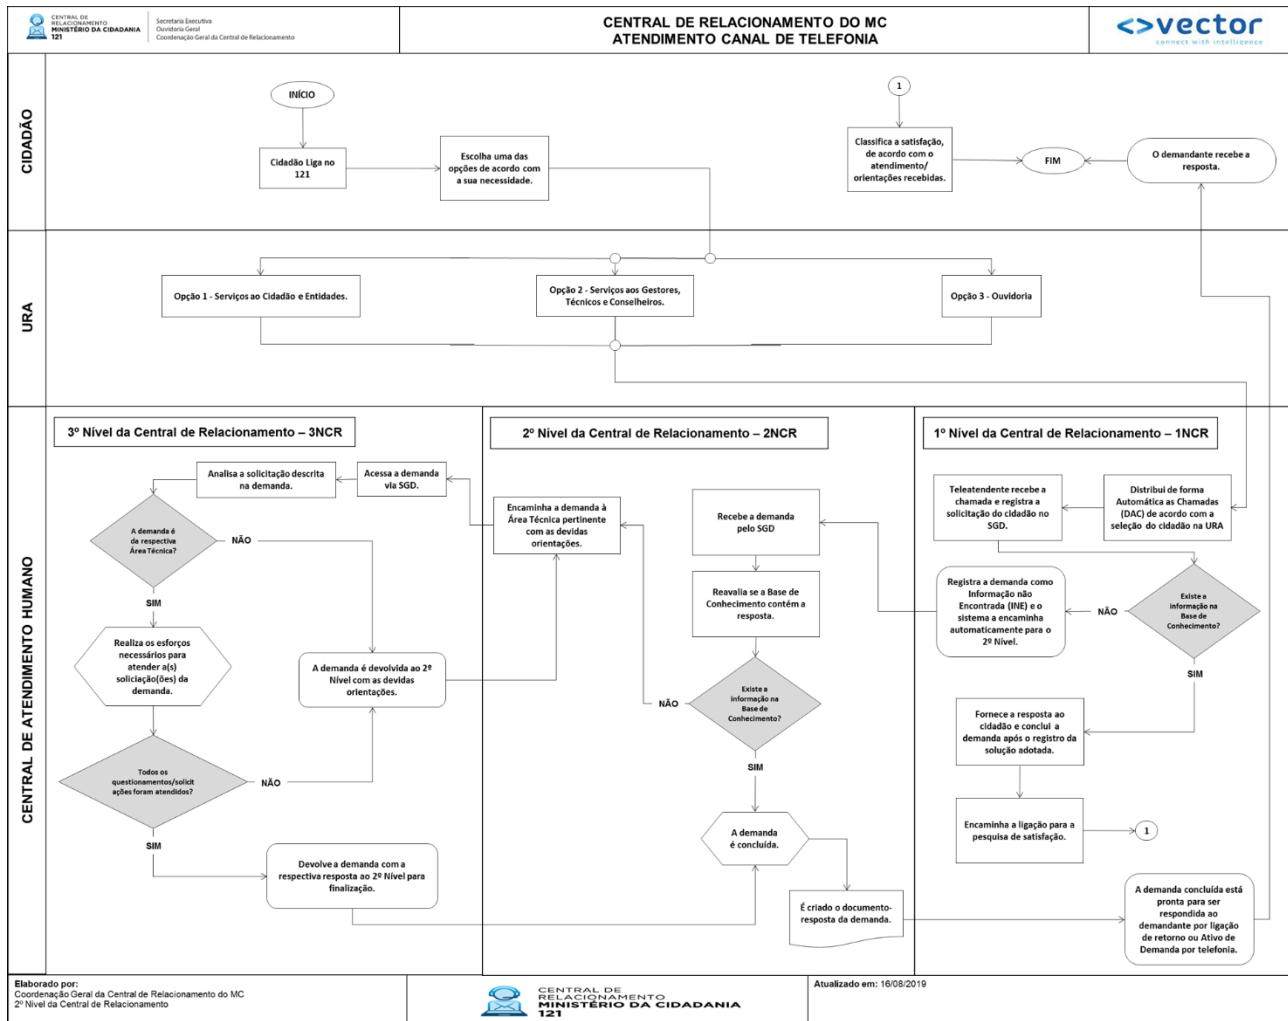 CENTRAL DE
RELACIONAMENTO
MINISTÉRIO DA CIDADANIA
121
Secretaria Executiva
Ouvidoria Geral
Coordenação Geral da Central de Relacionamento
CENTRAL DE RELACIONAMENTO DO MC
ATENDIMENTO CANAL DE TELEFONIA
<>vector
connect with intelligence
CIDADÃO
INÍCIO
Cidadão Liga no
121
Escolha uma das
opções de acordo com
a sua necessidade.
1
Classifica a satisfação,
de acordo com o
atendimento/
orientações recebidas.
FIM
O demandante recebe a
resposta.
URA
Opção 1 - Serviços ao Cidadão e Entidades.
Opção 2 - Serviços aos Gestores,
Técnicos e Conselheiros.
Opção 3 - Ouvidoria
CENTRAL DE ATENDIMENTO HUMANO
3º Nível da Central de Relacionamento – 3NCR
Analisa a solicitação descrita
na demanda.
Acessa a demanda
via SGD.
A demanda é
da respectiva
Área Técnica?
NÃO
SIM
Realiza os esforços
necessários para
atender a(s)
soliciação(ões) da
demanda.
A demanda é devolvida ao 2º
Nível com as devidas
orientações.
Todos os
questionamentos/solicit
ações foram atendidos?
NÃO
SIM
Devolve a demanda com a
respectiva resposta ao 2º Nível para
finalização.
2º Nível da Central de Relacionamento – 2NCR
Encaminha a demanda à
Área Técnica pertinente
com as devidas
orientações.
Recebe a demanda
pelo SGD
Reavalia se a Base de
Conhecimento contém a
resposta.
Existe a
informação na
Base de
Conhecimento?
NÃO
SIM
A demanda
é concluída.
É criado o documento-
resposta da demanda.
1º Nível da Central de Relacionamento – 1NCR
Teleatendente recebe a
chamada e registra a
solicitação do cidadão no
SGD.
Distribui de forma
Automática as Chamadas
(DAC) de acordo com a
seleção do cidadão na URA
Registra a demanda como
Informação não
Encontrada (INE) e o
sistema a encaminha
automaticamente para o
2º Nível.
NÃO
Existe a
informação na
Base de
Conhecimento?
SIM
Fornece a resposta ao
cidadão e conclui a
demanda após o registro da
solução adotada.
Encaminha a ligação para a
pesquisa de satisfação.
1
A demanda concluída está
pronta para ser
respondida ao
demandante por ligação
de retorno ou Ativo de
Demanda por telefonia.
Elaborado por:
Coordenação Geral da Central de Relacionamento do MC
2º Nível da Central de Relacionamento
CENTRAL DE
RELACIONAMENTO
MINISTÉRIO DA CIDADANIA
121
Atualizado em: 16/08/2019